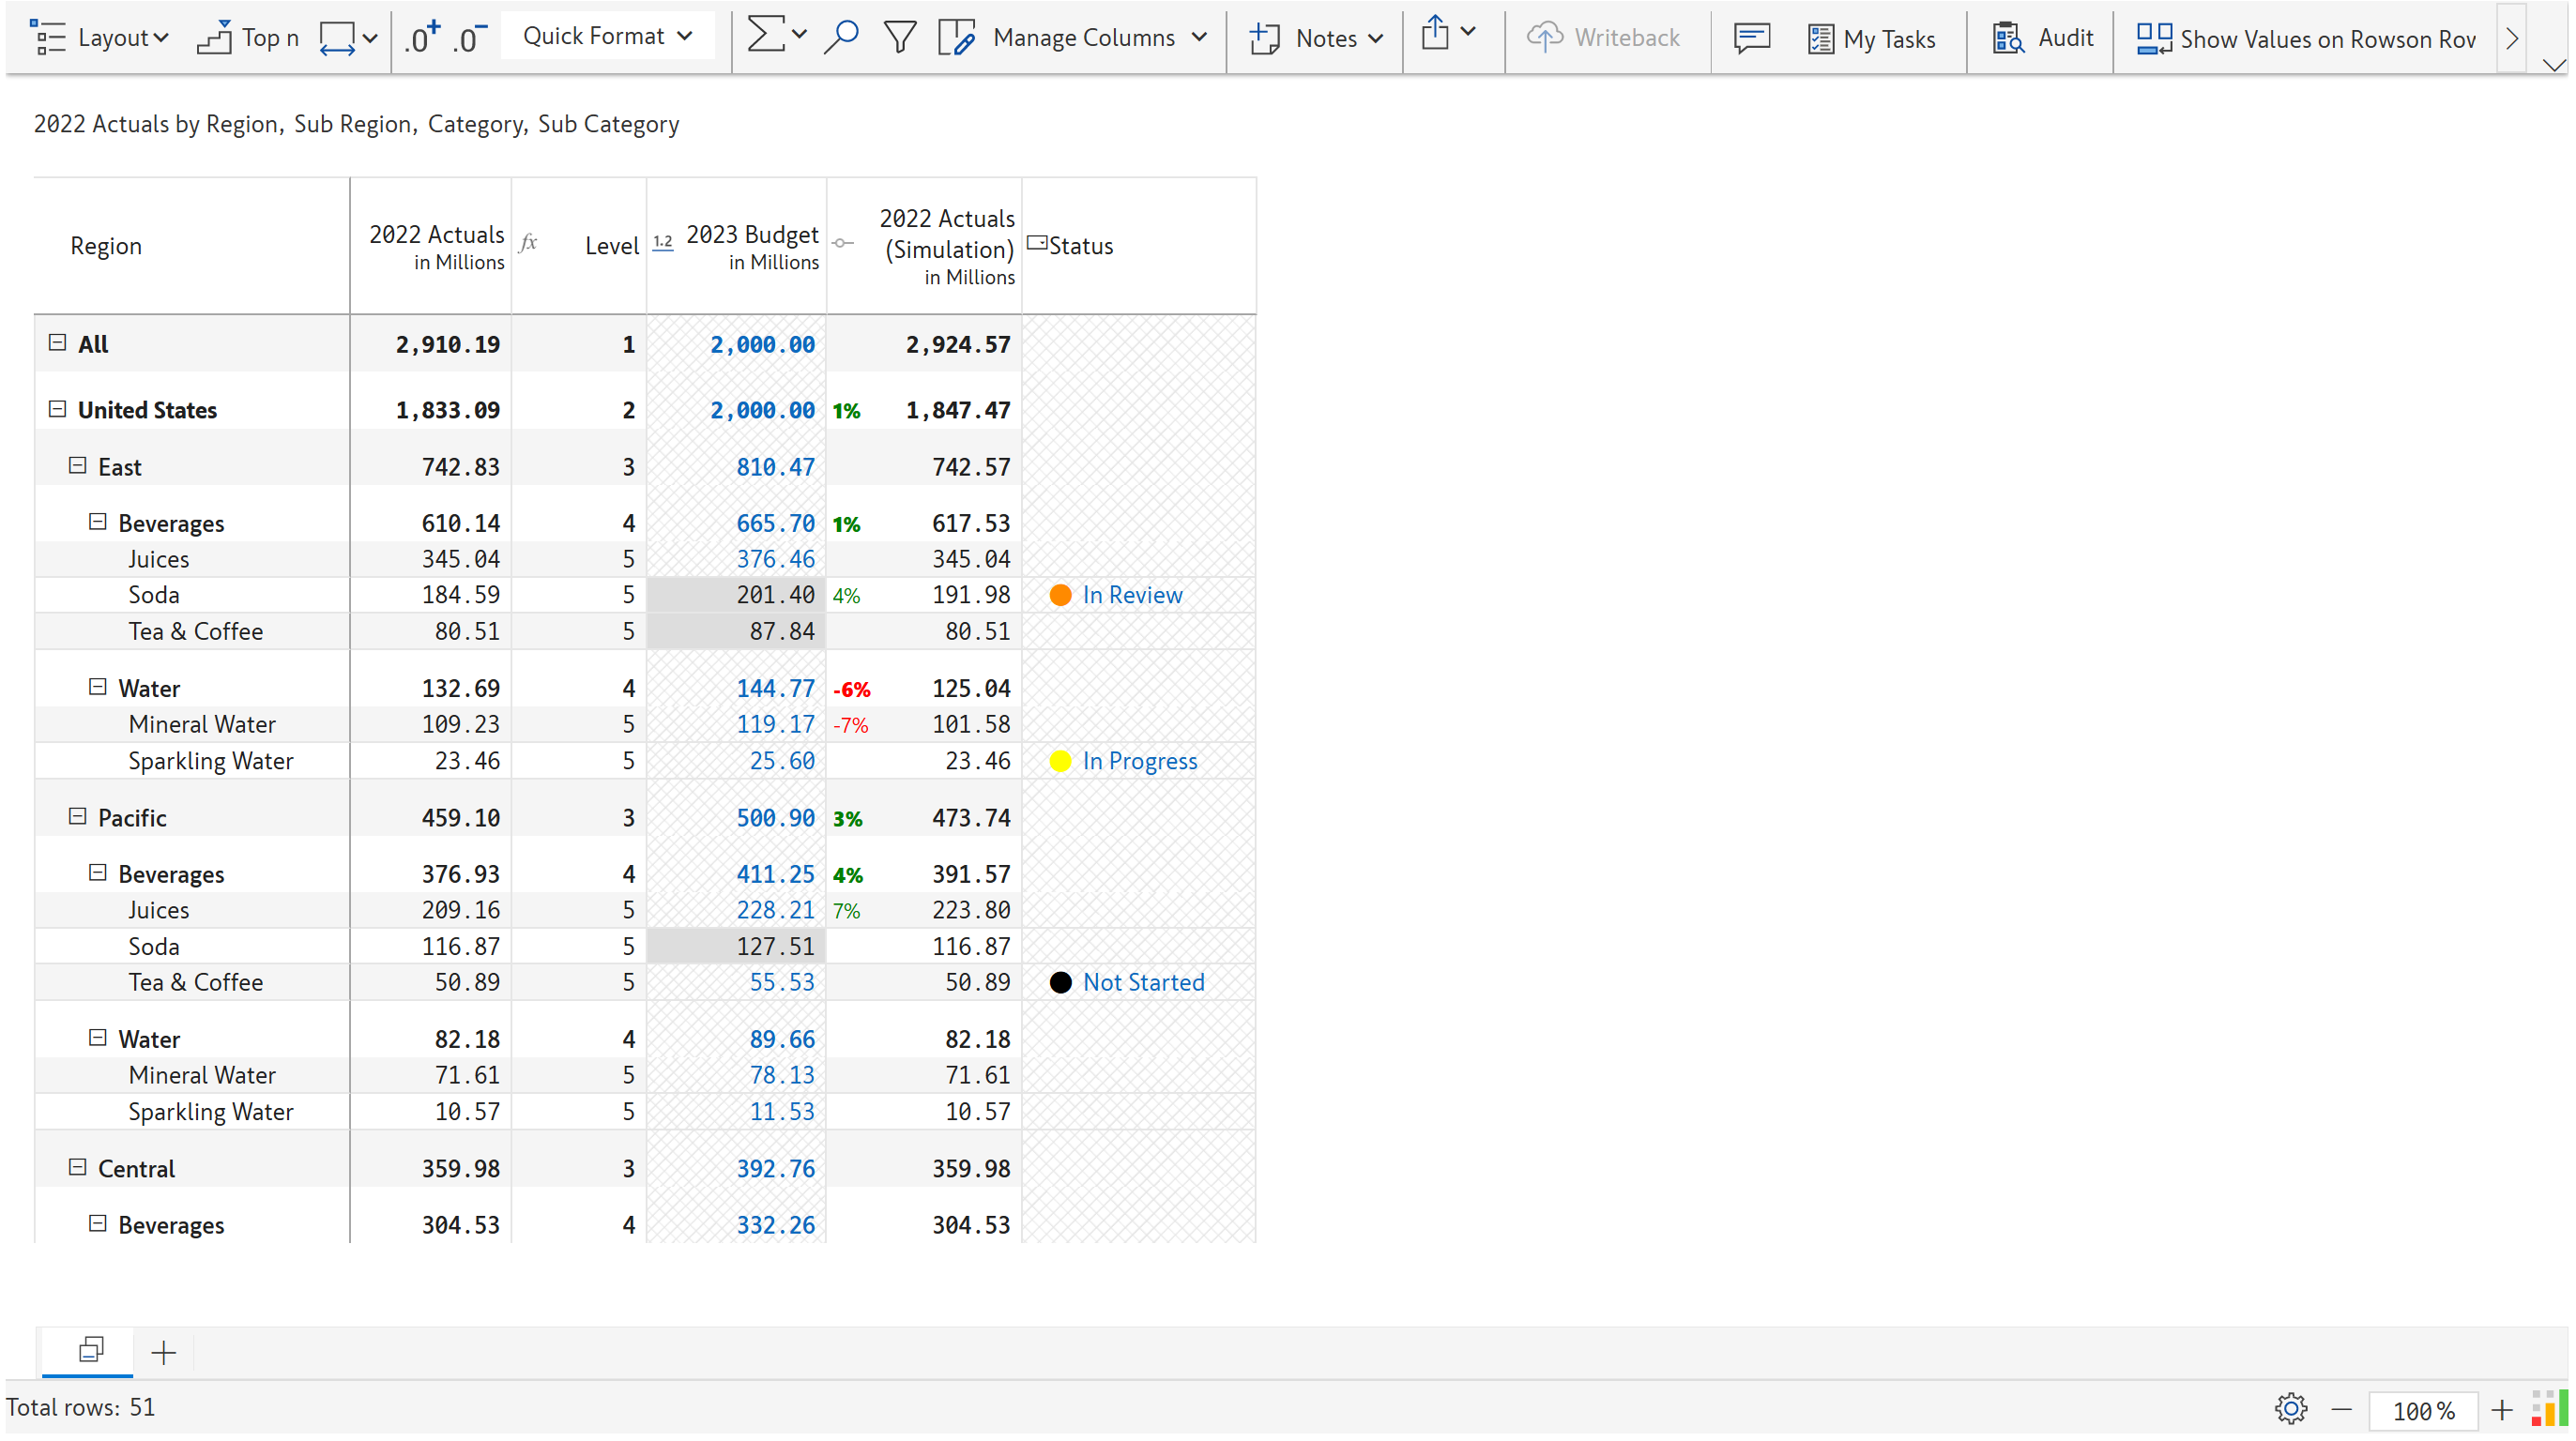 Layout Top n .0+ .0- Quick Format Manage Columns Notes Writeback My Tasks Audit Show Values on Rowson Row
2022 Actuals by Region, Sub Region, Category, Sub Category
Region 2022 Actuals in Millions fx Level 1.2 2023 Budget in Millions 2022 Actuals (Simulation) in Millions Status
All 2,910.19 1 2,000.00 2,924.57
United States 1,833.09 2 2,000.00 1% 1,847.47
East 742.83 3 810.47 742.57
Beverages 610.14 4 665.70 1% 617.53
Juices 345.04 5 376.46 345.04
Soda 184.59 5 201.40 4% 191.98 In Review
Tea & Coffee 80.51 5 87.84 80.51
Water 132.69 4 144.77 -6% 125.04
Mineral Water 109.23 5 119.17 -7% 101.58
Sparkling Water 23.46 5 25.60 23.46 In Progress
Pacific 459.10 3 500.90 3% 473.74
Beverages 376.93 4 411.25 4% 391.57
Juices 209.16 5 228.21 7% 223.80
Soda 116.87 5 127.51 116.87
Tea & Coffee 50.89 5 55.53 50.89 Not Started
Water 82.18 4 89.66 82.18
Mineral Water 71.61 5 78.13 71.61
Sparkling Water 10.57 5 11.53 10.57
Central 359.98 3 392.76 359.98
Beverages 304.53 4 332.26 304.53
Total rows: 51 100%